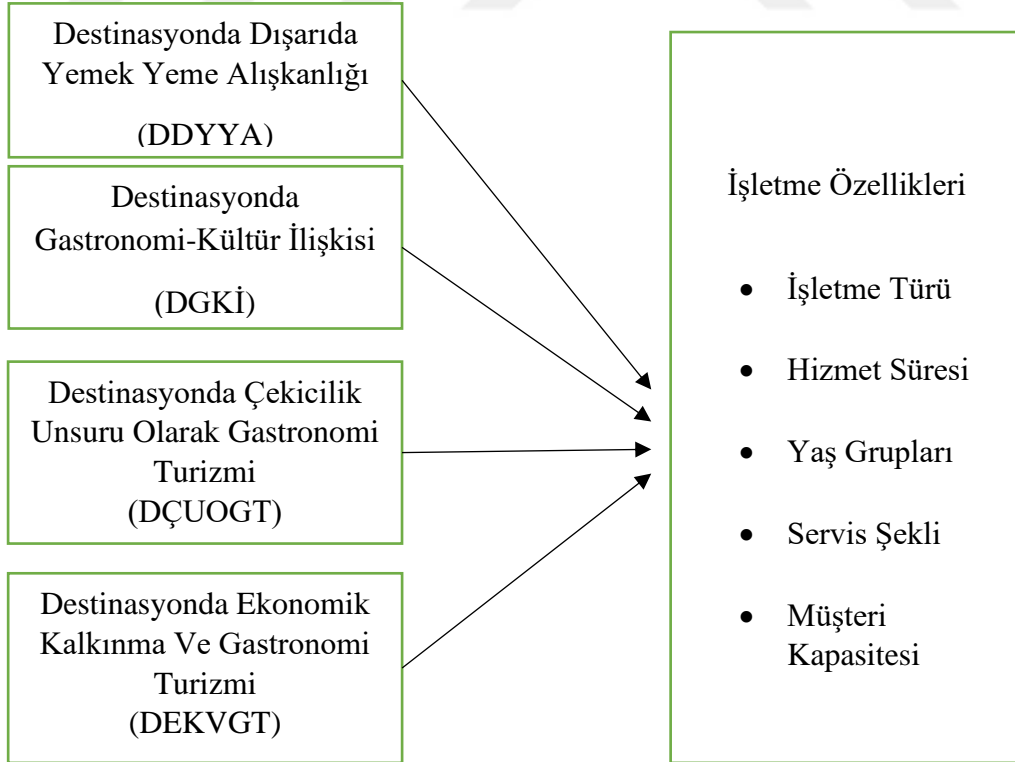 Destinasyonda Dışarıda
Yemek Yeme Alışkanlığı
(DDYYA)
Destinasyonda
Gastronomi-Kültür İlişkisi
(DGKİ)
Destinasyonda Çekicilik
Unsuru Olarak Gastronomi
Turizmi
(DÇUOGT)
Destinasyonda Ekonomik
Kalkınma Ve Gastronomi
Turizmi
(DEKVGT)
İşletme Özellikleri
• İşletme Türü
• Hizmet Süresi
• Yaş Grupları
• Servis Şekli
• Müşteri
Kapasitesi